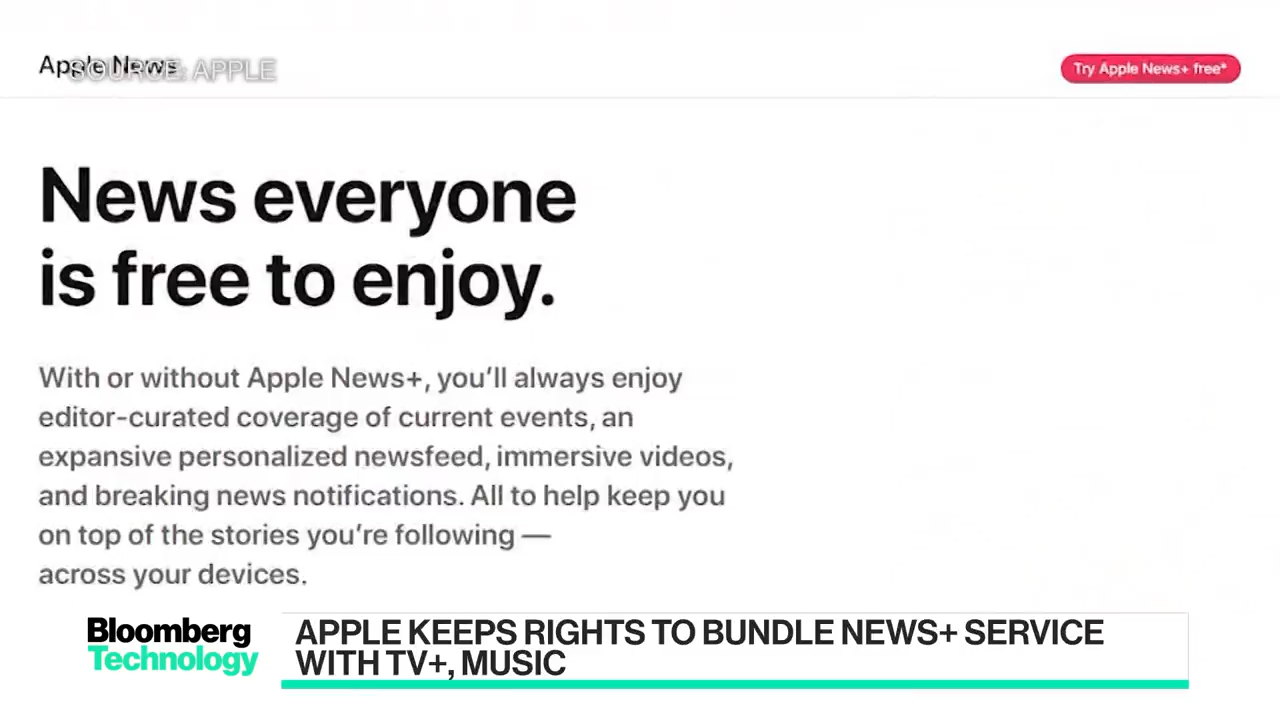 Apple News
SOURCE: APPLE
Try Apple News+ free*
News everyone
is free to enjoy.
With or without Apple News+, you’ll always enjoy
editor-curated coverage of current events, an
expansive personalized newsfeed, immersive videos,
and breaking news notifications. All to help keep you
on top of the stories you’re following —
across your devices.
Bloomberg
Technology
APPLE KEEPS RIGHTS TO BUNDLE NEWS+ SERVICE
WITH TV+, MUSIC